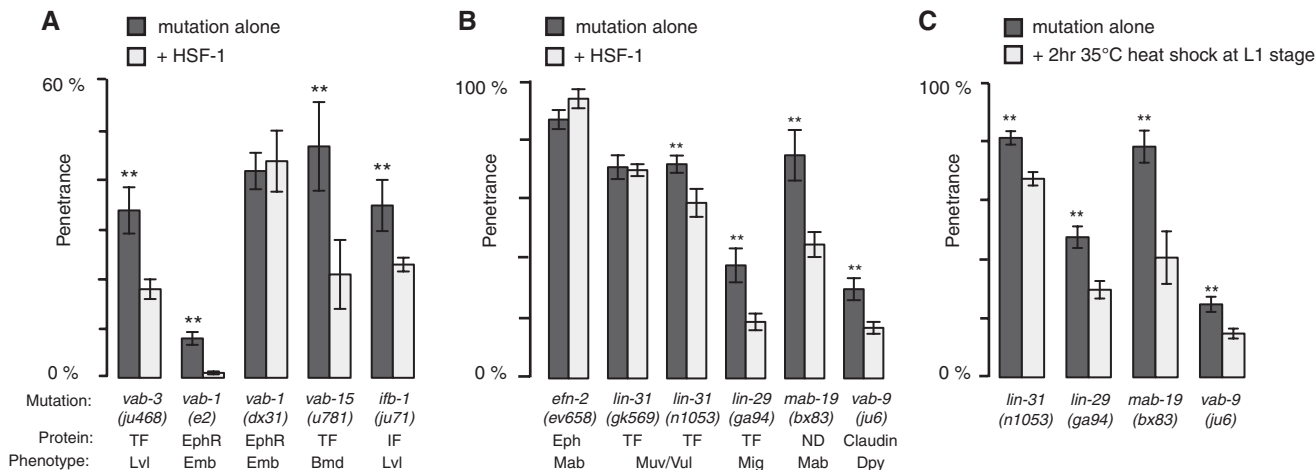 A
mutation alone
+ HSF-1
60 %
Penetrance
0 %
** ** ** **
Mutation: vab-3 vab-1 vab-1 vab-15 ifb-1
(ju468) (e2) (dx31) (u781) (ju71)
Protein: TF EphR EphR TF IF
Phenotype: Lvl Emb Emb Bmd Lvl
B
mutation alone
+ HSF-1
100 %
Penetrance
0 %
** ** ** **
efn-2 lin-31 lin-31 lin-29 mab-19 vab-9
(ev658) (gk569) (n1053) (ga94) (bx83) (ju6)
Eph TF TF TF ND Claudin
Mab Muv/Vul Mig Mab Dpy
C
mutation alone
+ 2hr 35°C heat shock at L1 stage
100 %
Penetrance
0 %
** ** ** **
lin-31 lin-29 mab-19 vab-9
(n1053) (ga94) (bx83) (ju6)